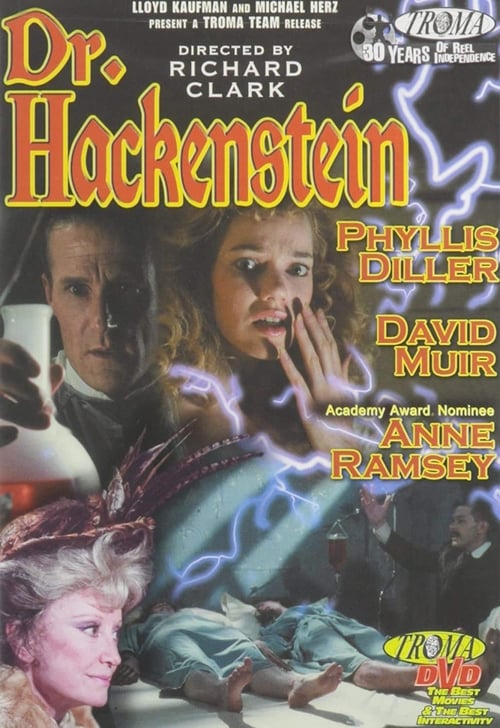 LLOYD KAUFMAN AND MICHAEL HERZ
PRESENT A TROMA TEAM RELEASE
TROMA
30 YEARS OF REEL INDEPENDENCE
DIRECTED BY
RICHARD
CLARK
Dr.
Hackenstein
PHYLLIS
DILLER
DAVID
MUIR
Academy Award Nominee
ANNE
RAMSEY
TROMA
DVD
THE BEST
MOVIES
& THE BEST
INTERACTIVITY